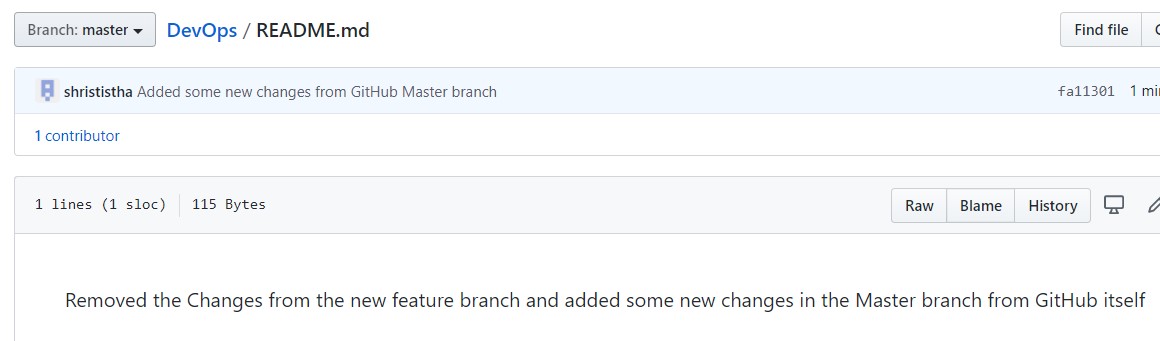 Branch: master DevOps / README.md Find file
shrististha Added some new changes from GitHub Master branch fa11301 1
1 contributor
1 lines (1 sloc) 115 Bytes Raw Blame History
Removed the Changes from the new feature branch and added some new changes in the Master branch from GitHub itself